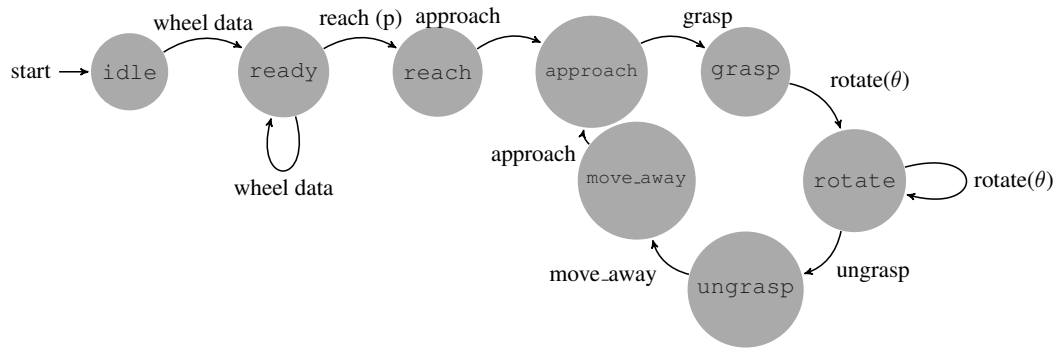 wheel data
reach (p)
approach
grasp
start
idle
ready
reach
approach
grasp
rotate(θ)
wheel data
approach
move_away
rotate
rotate(θ)
move_away
ungrasp
ungrasp